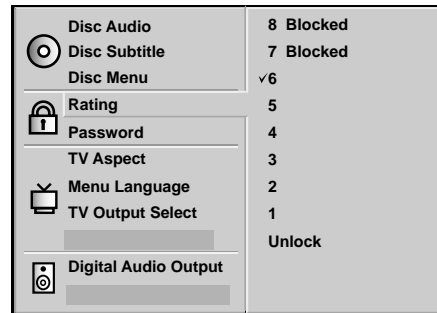 Disc Audio
Disc Subtitle
Disc Menu
Rating
Password
TV Aspect
Menu Language
TV Output Select
Digital Audio Output
8 Blocked
7 Blocked
✓6
5
4
3
2
1
Unlock